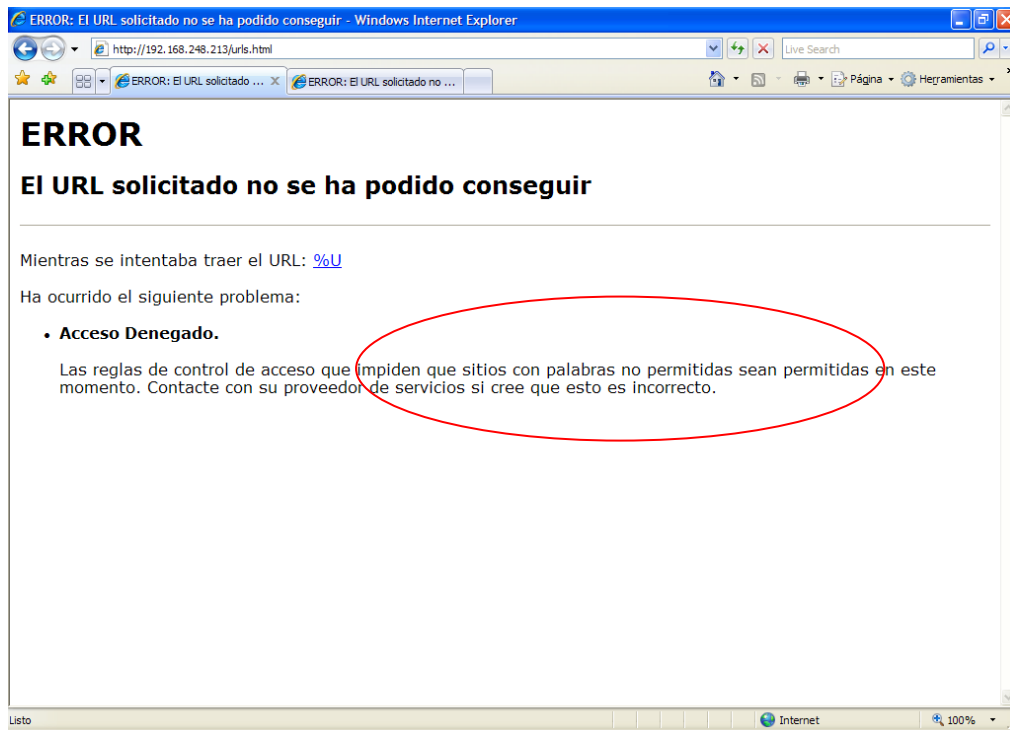 ERROR: El URL solicitado no se ha podido conseguir - Windows Internet Explorer
http://192.168.248.213/urls.html
Live Search
ERROR: El URL solicitado ...
ERROR: El URL solicitado no ...
Página
Herramientas
ERROR
El URL solicitado no se ha podido conseguir
Mientras se intentaba traer el URL: %U
Ha ocurrido el siguiente problema:
• Acceso Denegado.
Las reglas de control de acceso que impiden que sitios con palabras no permitidas sean permitidas en este
momento. Contacte con su proveedor de servicios si cree que esto es incorrecto.
Listo
Internet
100%